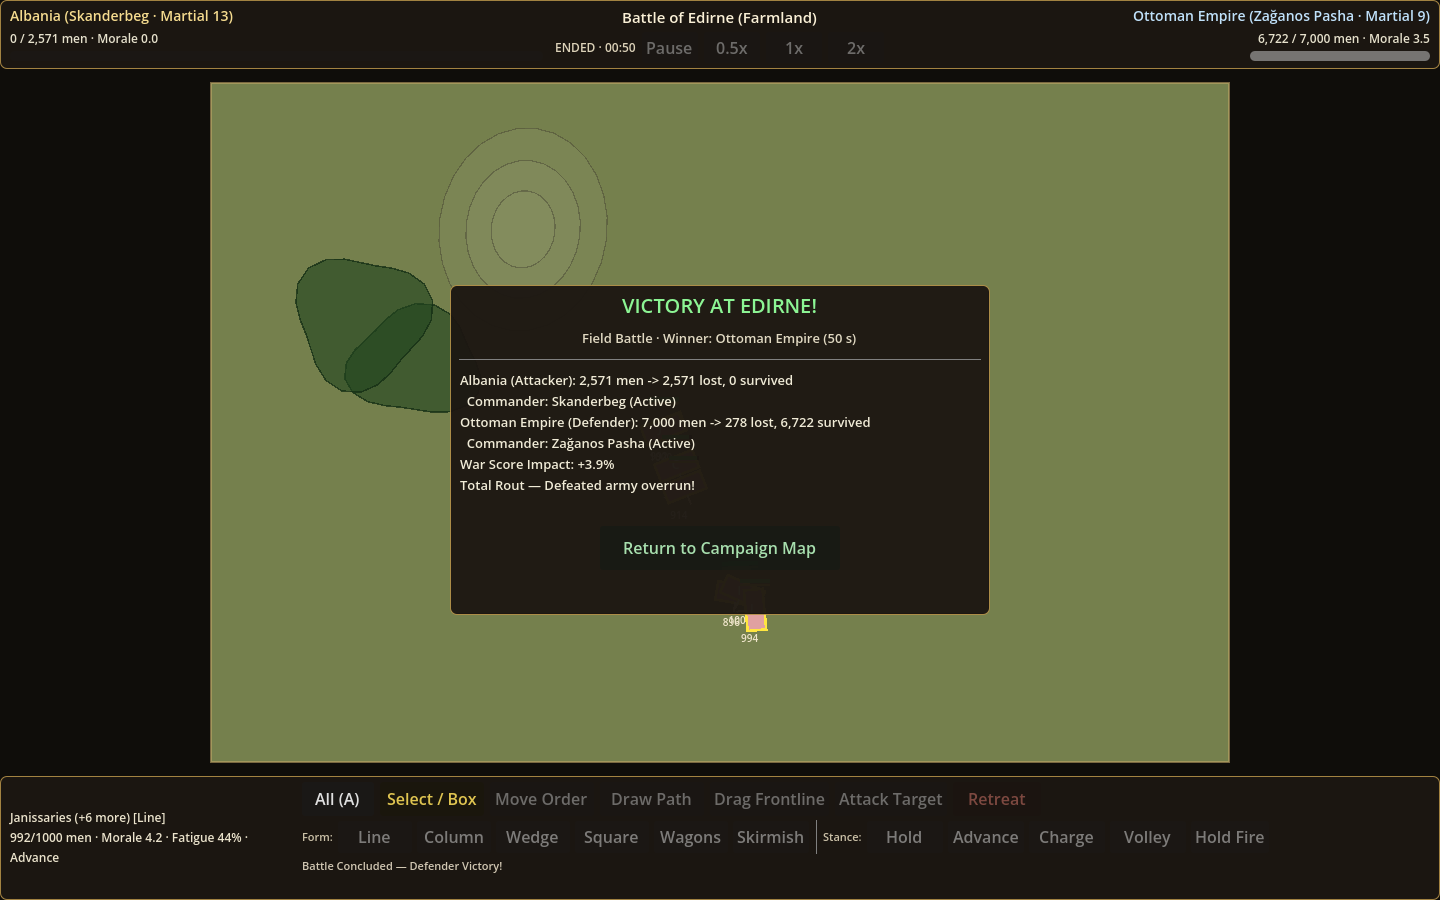 Albania (Skanderbeg · Martial 13)
0 / 2,571 men · Morale 0.0
Battle of Edirne (Farmland)
ENDED · 00:50 Pause 0.5x 1x 2x
Ottoman Empire (Zağanos Pasha · Martial 9)
6,722 / 7,000 men · Morale 3.5
VICTORY AT EDIRNE!
Field Battle · Winner: Ottoman Empire (50 s)
Albania (Attacker): 2,571 men -> 2,571 lost, 0 survived
Commander: Skanderbeg (Active)
Ottoman Empire (Defender): 7,000 men -> 278 lost, 6,722 survived
Commander: Zağanos Pasha (Active)
War Score Impact: +3.9%
Total Rout — Defeated army overrun!
Return to Campaign Map
994
Janissaries (+6 more) [Line]
992/1000 men · Morale 4.2 · Fatigue 44% ·
Advance
All (A) Select / Box Move Order Draw Path Drag Frontline Attack Target Retreat
Form: Line Column Wedge Square Wagons Skirmish Stance: Hold Advance Charge Volley Hold Fire
Battle Concluded — Defender Victory!